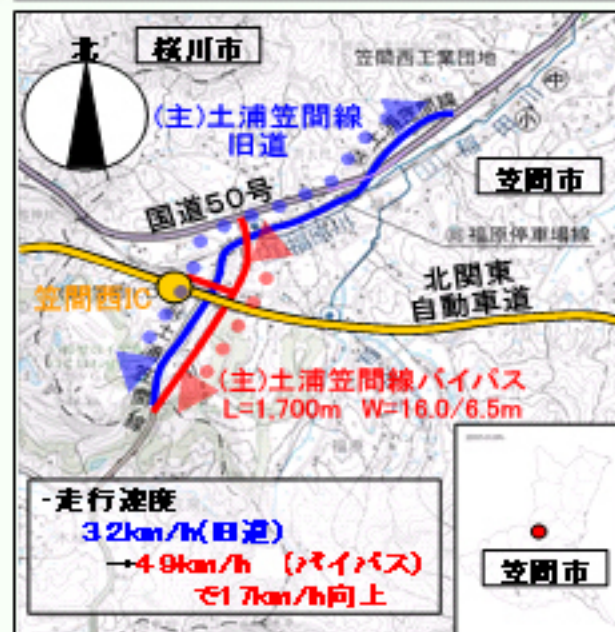 北
桜川市
笠間西工業団地
(主)土浦笠間線
旧道
中
小
笠間市
国道50号
福原停車場線
北関東
自動車道
笠間西IC
(主)土浦笠間線バイパス
L=1,700m W=16.0/6.5m
福原
・走行速度
32km/h(旧道)
→49km/h (バイパス)
で17km/h向上
笠間市